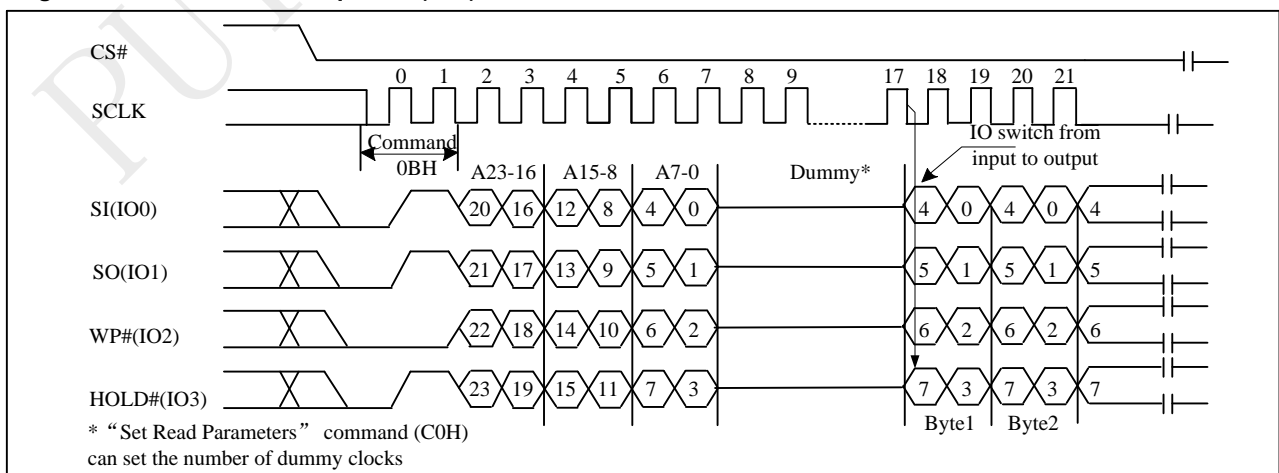 CS#
0 1 2 3 4 5 6 7 8 9 17 18 19 20 21
SCLK
Command
0BH
IO switch from
input to output
A23-16 A15-8 A7-0 Dummy*
SI(IO0) 20 16 12 8 4 0 4 0 4 0 4
SO(IO1) 21 17 13 9 5 1 5 1 5 1 5
WP#(IO2) 22 18 14 10 6 2 6 2 6 2 6
HOLD#(IO3) 23 19 15 11 7 3 7 3 7 3 7
Byte1 Byte2
* “Set Read Parameters” command (C0H)
can set the number of dummy clocks